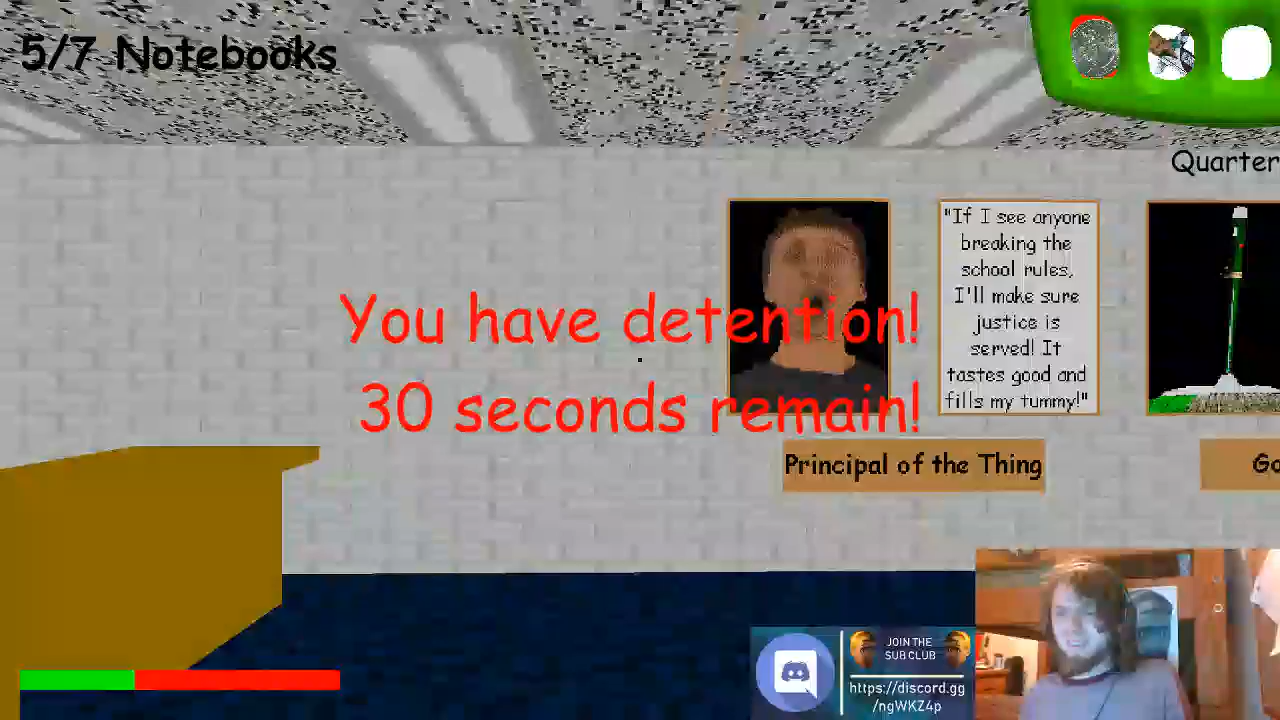 5/7 Notebooks
Quarter
"If I see anyone
breaking the
school rules,
I'll make sure
justice is
served! It
tastes good and
fills my tummy!"
You have detention!
30 seconds remain!
Principal of the Thing
Go
JOIN THE
SUB CLUB
https://discord.gg
/ngWKZ4p